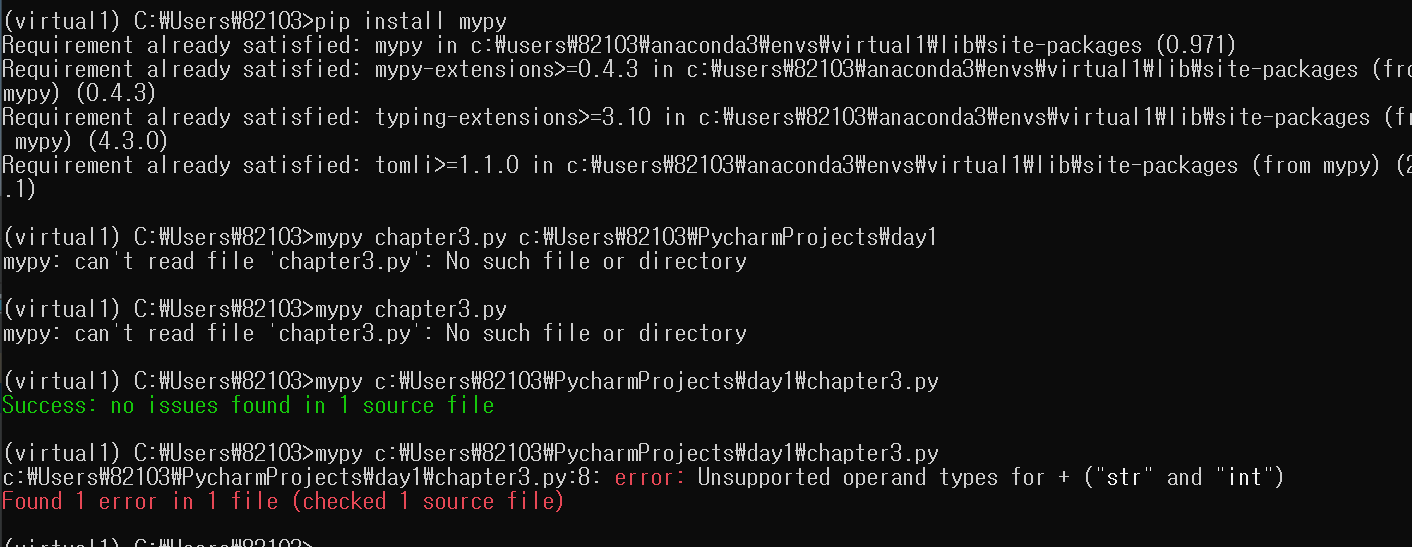 (virtual1) C:₩Users₩82103>pip install mypy
Requirement already satisfied: mypy in c:₩users₩82103₩anaconda3₩envs₩virtual1₩lib₩site-packages (0.971)
Requirement already satisfied: mypy-extensions>=0.4.3 in c:₩users₩82103₩anaconda3₩envs₩virtual1₩lib₩site-packages (fro
mypy) (0.4.3)
Requirement already satisfied: typing-extensions>=3.10 in c:₩users₩82103₩anaconda3₩envs₩virtual1₩lib₩site-packages (fr
mypy) (4.3.0)
Requirement already satisfied: tomli>=1.1.0 in c:₩users₩82103₩anaconda3₩envs₩virtual1₩lib₩site-packages (from mypy) (2
.1)
(virtual1) C:₩Users₩82103>mypy chapter3.py c:₩Users₩82103₩PycharmProjects₩day1
mypy: can't read file 'chapter3.py': No such file or directory
(virtual1) C:₩Users₩82103>mypy chapter3.py
mypy: can't read file 'chapter3.py': No such file or directory
(virtual1) C:₩Users₩82103>mypy c:₩Users₩82103₩PycharmProjects₩day1₩chapter3.py
Success: no issues found in 1 source file
(virtual1) C:₩Users₩82103>mypy c:₩Users₩82103₩PycharmProjects₩day1₩chapter3.py
c:₩Users₩82103₩PycharmProjects₩day1₩chapter3.py:8: error: Unsupported operand types for + ("str" and "int")
Found 1 error in 1 file (checked 1 source file)
(virtual1) C:₩Users₩82103>